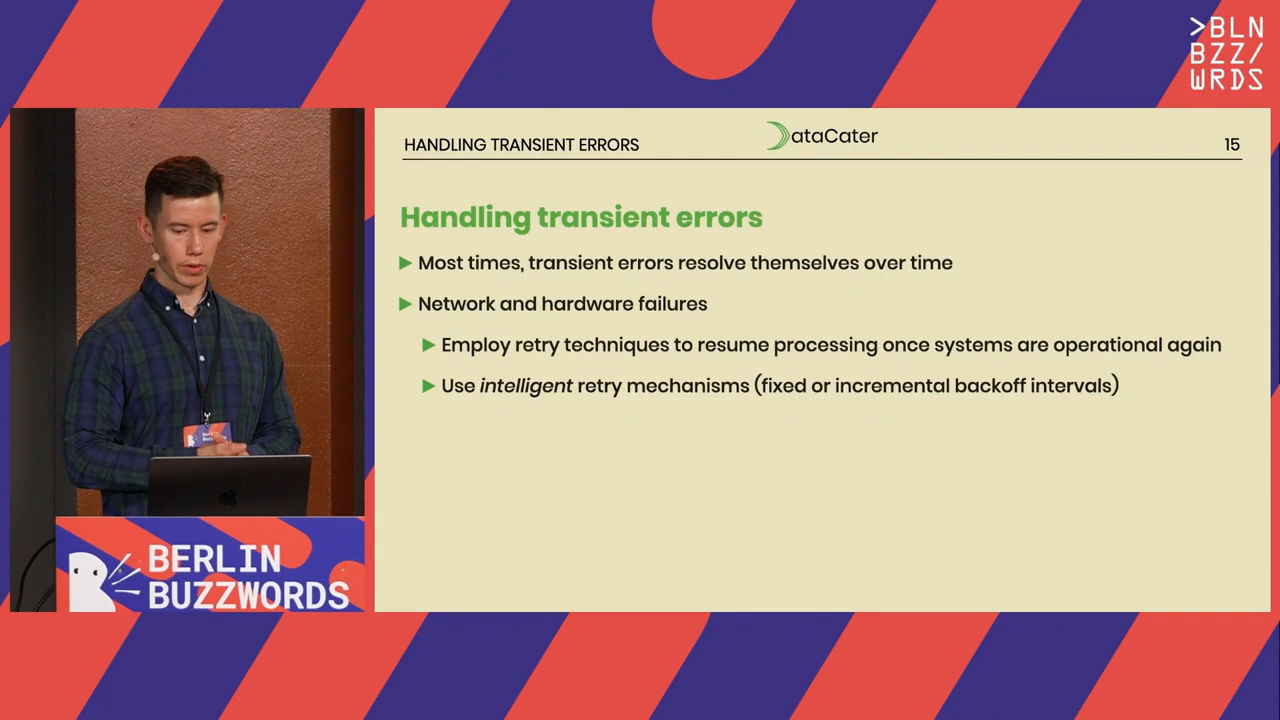 >BLN
BZZ/
WRDS
HANDLING TRANSIENT ERRORS
DataCater
15
Handling transient errors
Most times, transient errors resolve themselves over time
Network and hardware failures
Employ retry techniques to resume processing once systems are operational again
Use intelligent retry mechanisms (fixed or incremental backoff intervals)
BERLIN
BUZZWORDS